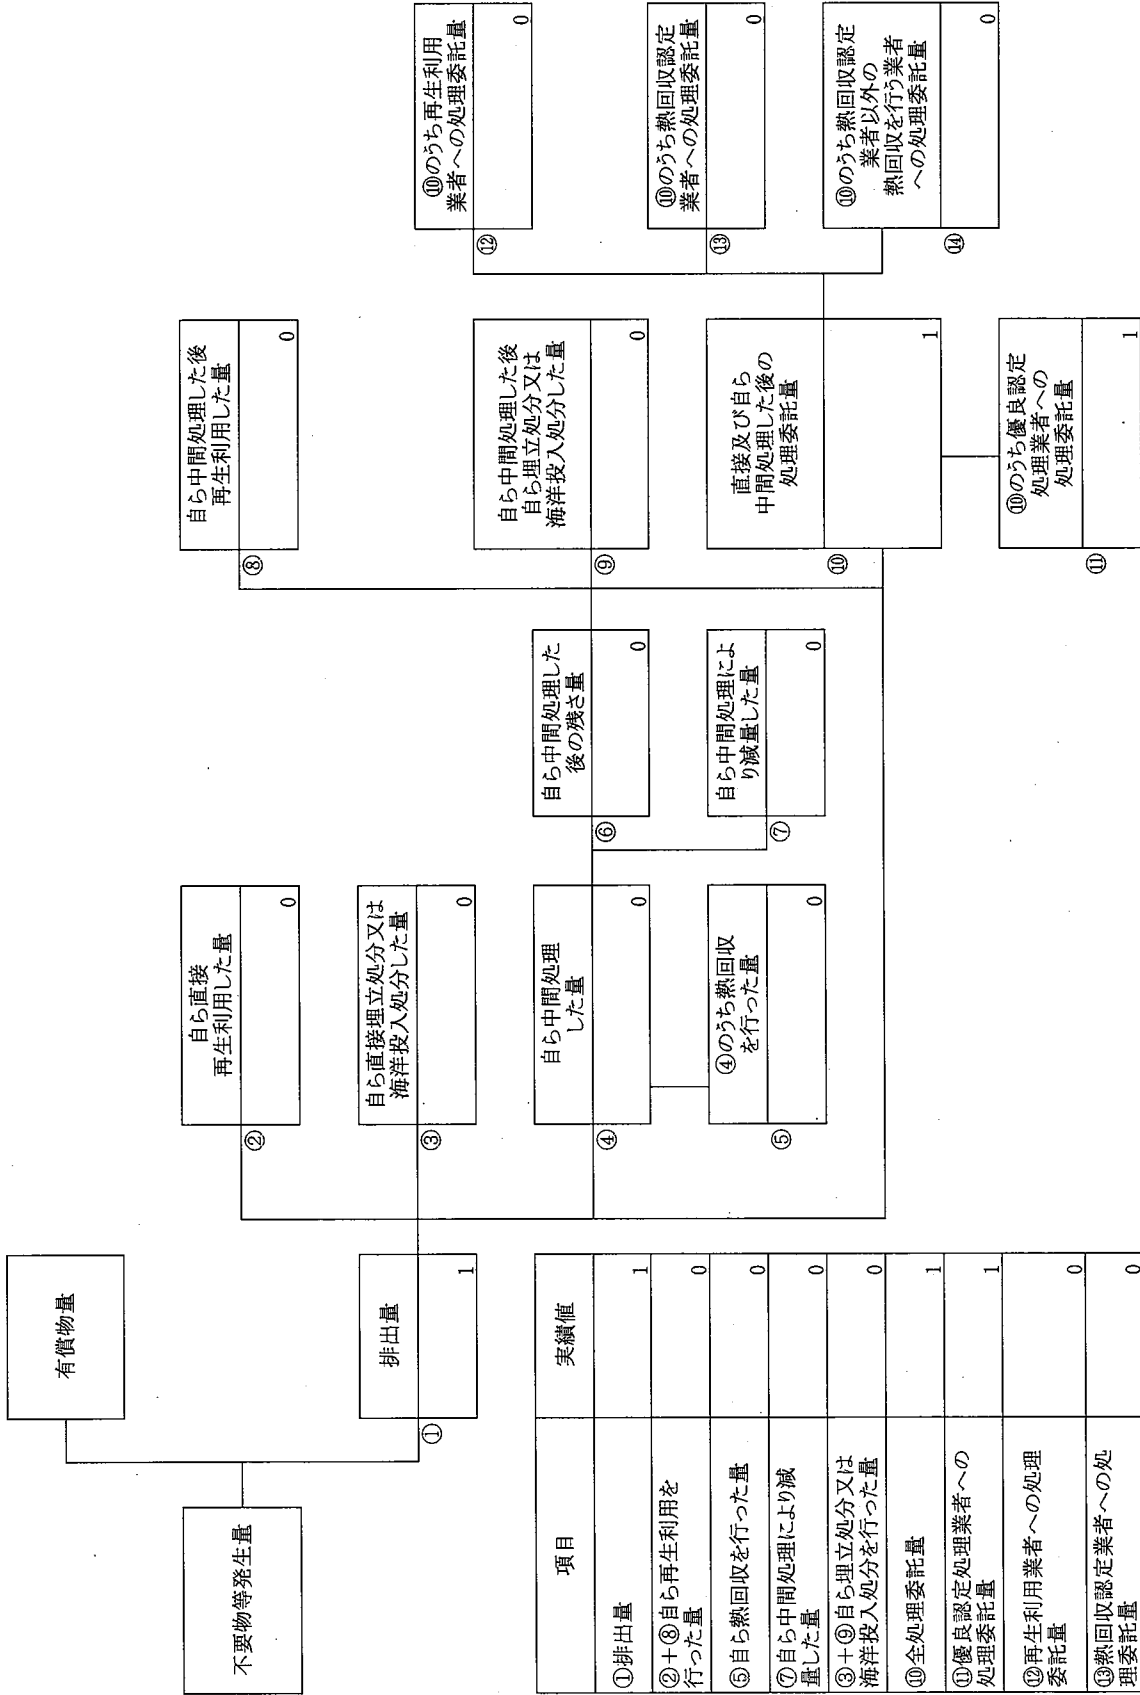 有償物量
不要物等発生量
①
排出量
1
②
自ら直接
再生利用した量
0
③
自ら直接埋立処分又は
海洋投入処分した量
0
④
自ら中間処理
した量
0
⑤
④のうち熱回収
を行った量
0
⑥
自ら中間処理した
後の残さ量
0
⑦
自ら中間処理によ
り減量した量
0
⑧
自ら中間処理した後
再生利用した量
0
⑨
自ら中間処理した後
自ら埋立処分又は
海洋投入処分した量
0
⑩
直接及び自ら
中間処理した後の
処理委託量
1
⑪
⑩のうち優良認定
処理業者への
処理委託量
1
⑫
⑩のうち再生利用
業者への処理委託量
0
⑬
⑩のうち熱回収認定
業者への処理委託量
0
⑭
⑩のうち熱回収認定
業者以外の
熱回収を行う業者
への処理委託量
0
項目 実績値
①排出量 1
②+⑧自ら再生利用を
行った量 0
⑤自ら熱回収を行った量 0
⑦自ら中間処理により減
量した量 0
③+⑨自ら埋立処分又は
海洋投入処分を行った量 0
⑩全処理委託量 1
⑪優良認定処理業者への
処理委託量 1
⑫再生利用業者への処理
委託量 0
⑬熱回収認定業者への処
理委託量 0